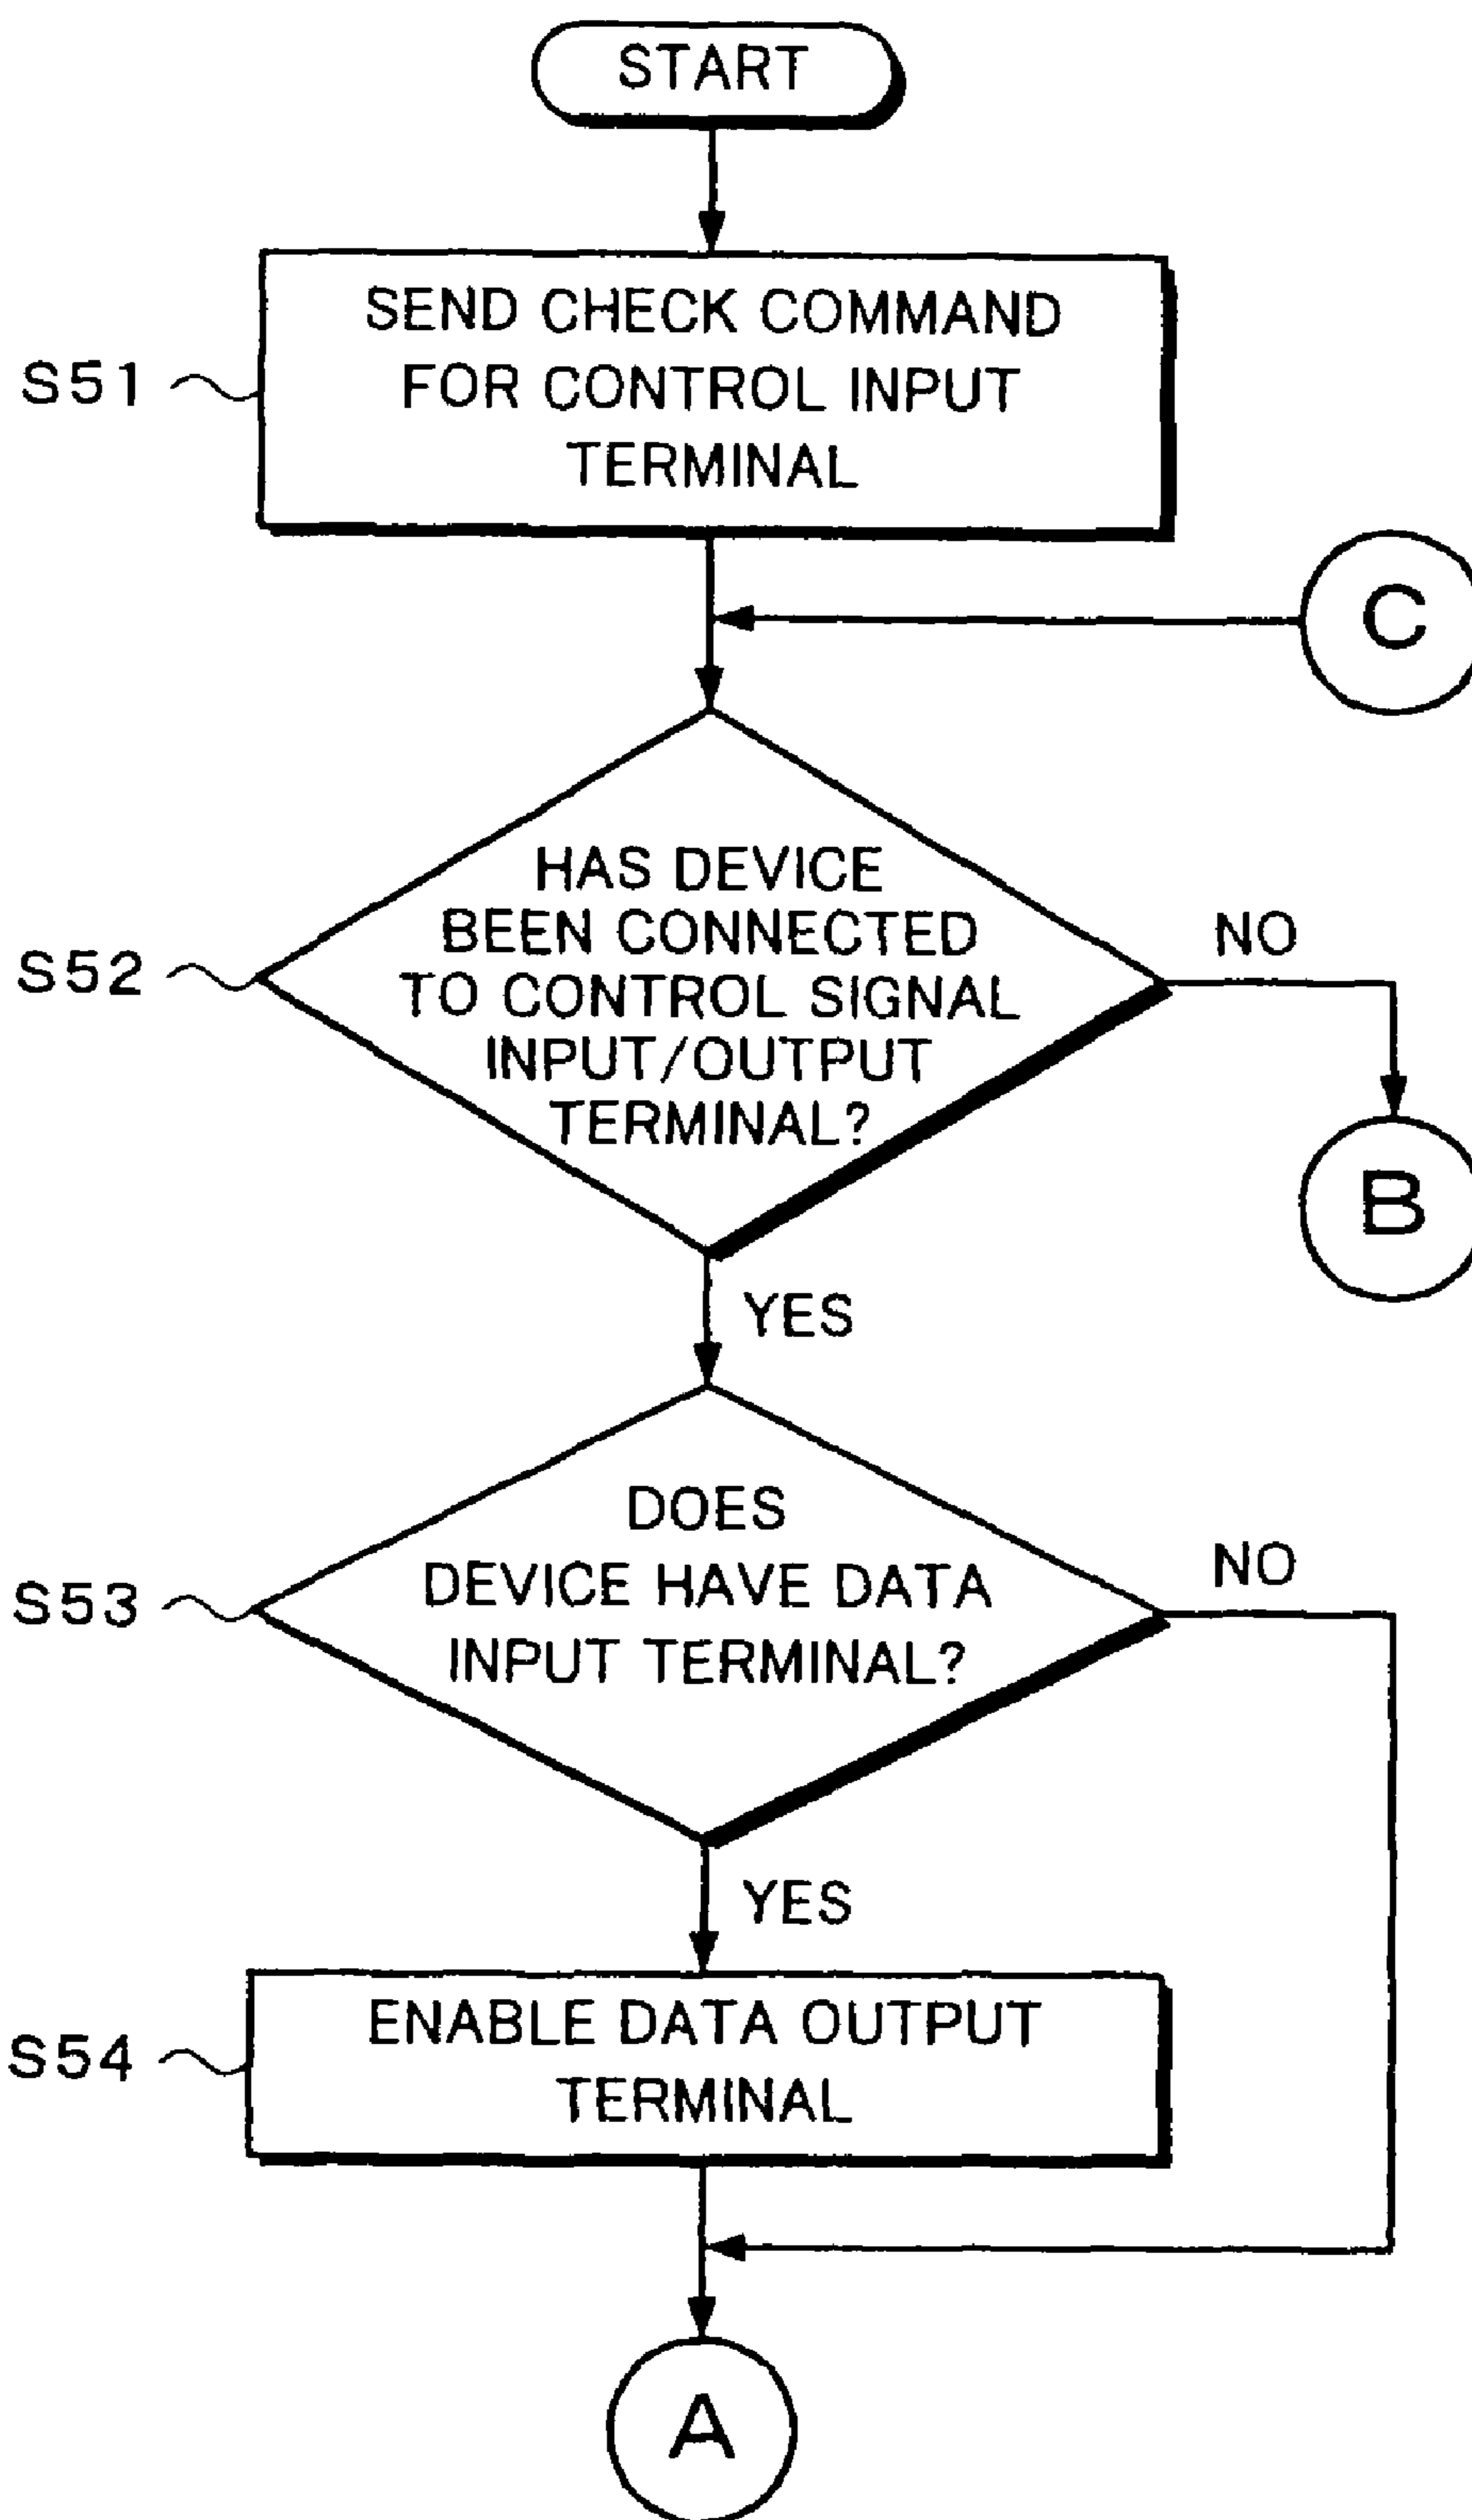 START
SEND CHECK COMMAND
FOR CONTROL INPUT
TERMINAL
S51
C
HAS DEVICE
BEEN CONNECTED
TO CONTROL SIGNAL
INPUT/OUTPUT
TERMINAL?
S52
NO
B
YES
DOES
DEVICE HAVE DATA
INPUT TERMINAL?
S53
NO
YES
ENABLE DATA OUTPUT
TERMINAL
S54
A